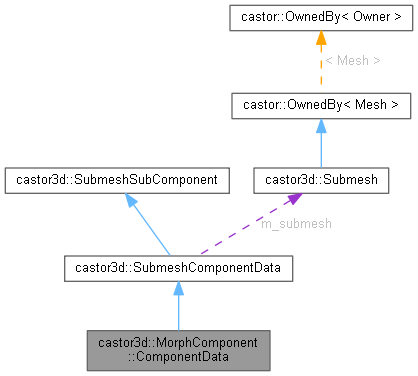 castor::OwnedBy< Owner >
< Mesh >
castor::OwnedBy< Mesh >
castor3d::SubmeshSubComponent
castor3d::Submesh
m_submesh
castor3d::SubmeshComponentData
castor3d::MorphComponent
::ComponentData